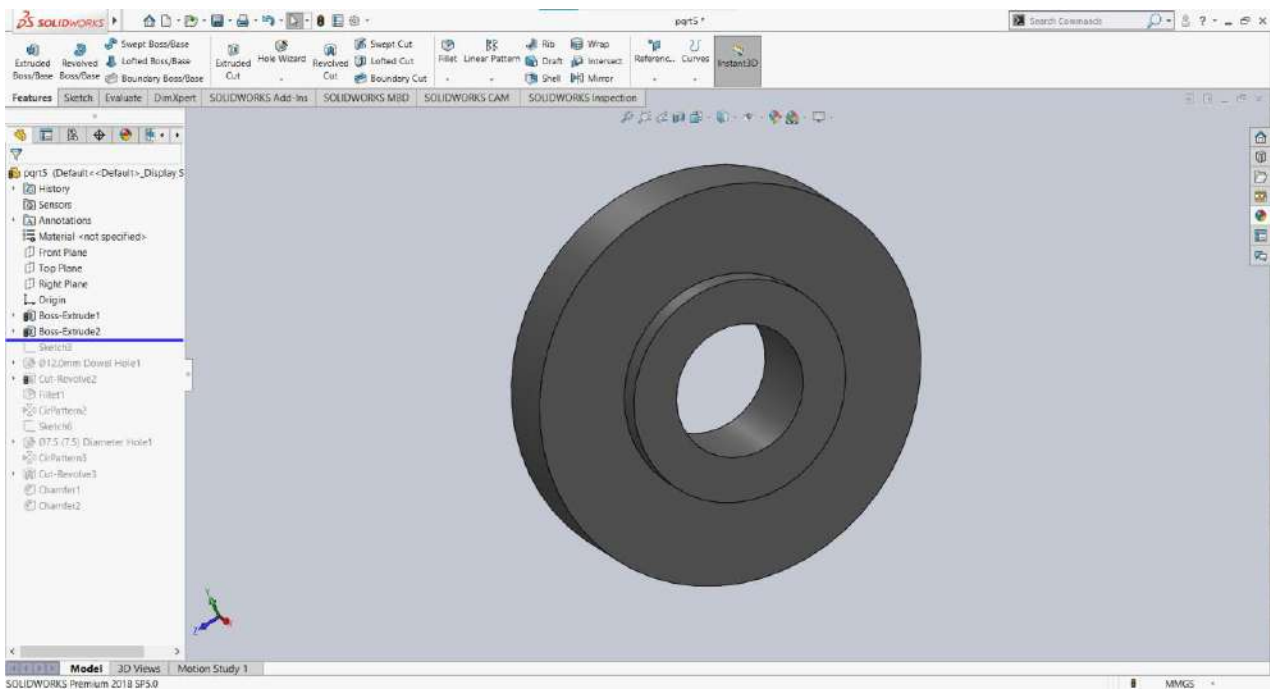 SOLIDWORKS
part5 *
Search Commands
Extruded Boss/Base
Revolved Boss/Base
Swept Boss/Base
Lofted Boss/Base
Boundary Boss/Base
Extruded Cut
Hole Wizard
Revolved Cut
Swept Cut
Lofted Cut
Boundary Cut
Fillet
Linear Pattern
Rib
Draft
Shell
Wrap
Intersect
Mirror
Referenc...
Curves
Instant3D
Features Sketch Evaluate DimXpert SOLIDWORKS Add-Ins SOLIDWORKS MBD SOLIDWORKS CAM SOLIDWORKS Inspection
part5 (Default<<Default>_Display S
History
Sensors
Annotations
Material <not specified>
Front Plane
Top Plane
Right Plane
Origin
Boss-Extrude1
Boss-Extrude2
Sketch3
Ø12.0mm Dowel Hole1
Cut-Revolve2
Fillet1
CirPattern2
Sketch6
Ø7.5 (7.5) Diameter Hole1
CirPattern3
Cut-Revolve3
Chamfer1
Chamfer2
Y
X
Z
Model 3D Views Motion Study 1
SOLIDWORKS Premium 2018 SP5.0
MMGS